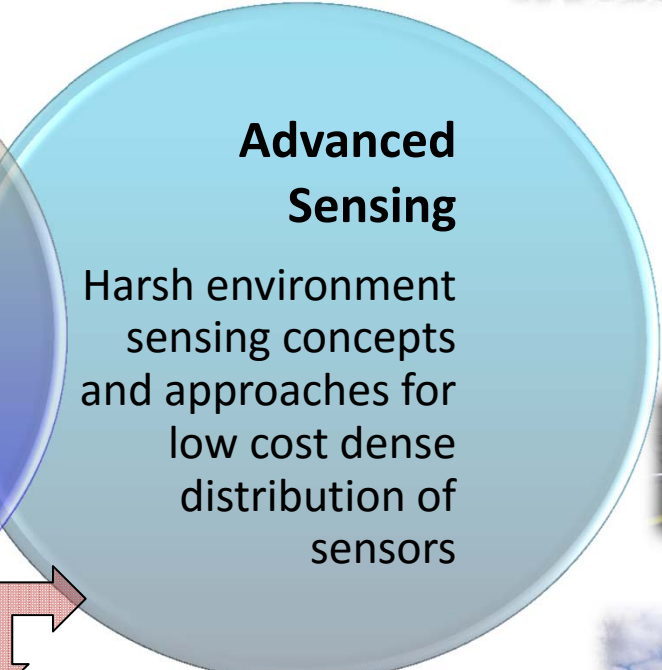 Advanced
Sensing
Harsh environment
sensing concepts
and approaches for
low cost dense
distribution of
sensors